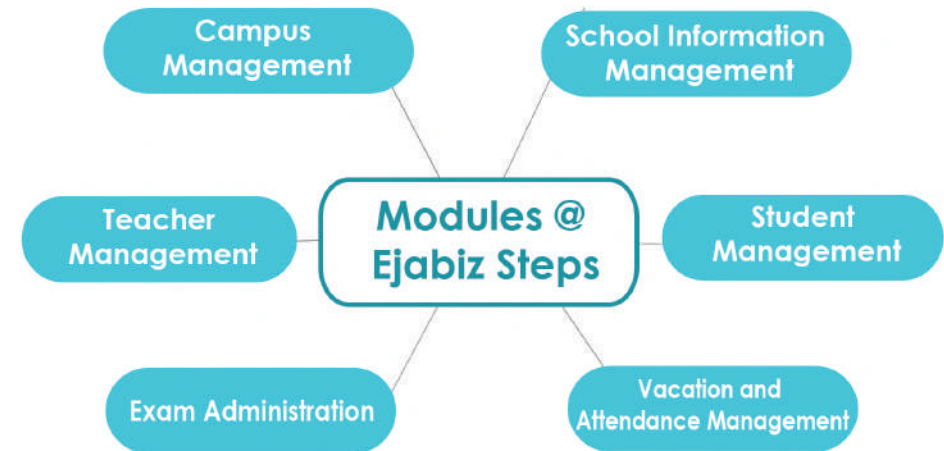 Campus
Management
School Information
Management
Teacher
Management
Modules @
Ejabiz Steps
Student
Management
Exam Administration
Vacation and
Attendance Management